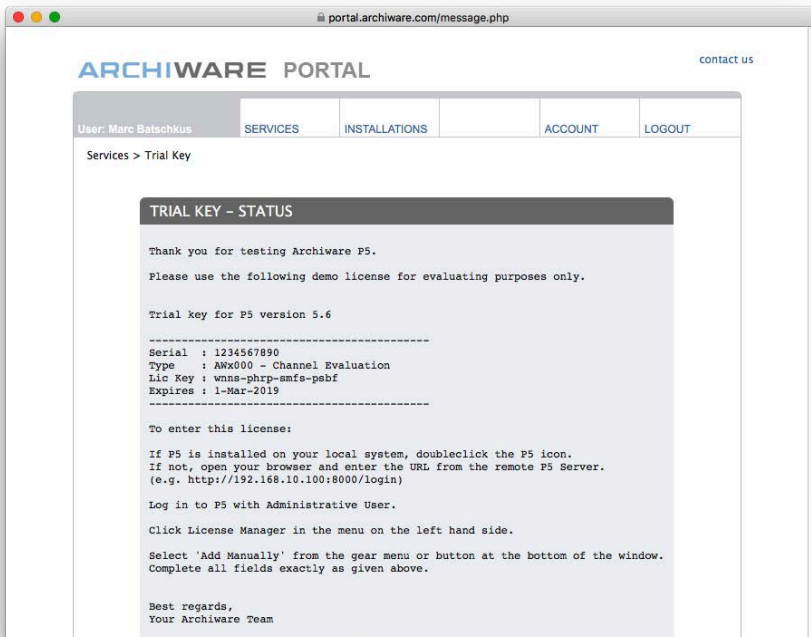 portal.archiware.com/message.php
contact us
ARCHIWARE PORTAL
User: Marc Batschkus
SERVICES
INSTALLATIONS
ACCOUNT
LOGOUT
Services > Trial Key
TRIAL KEY – STATUS
Thank you for testing Archiware P5.
Please use the following demo license for evaluating purposes only.
Trial key for P5 version 5.6
-------------------------------------------
Serial : 1234567890
Type : AWx000 - Channel Evaluation
Lic Key : wnns-phrp-smfs-psbf
Expires : 1-Mar-2019
-------------------------------------------
To enter this license:
If P5 is installed on your local system, doubleclick the P5 icon.
If not, open your browser and enter the URL from the remote P5 Server.
(e.g. http://192.168.10.100:8000/login)
Log in to P5 with Administrative User.
Click License Manager in the menu on the left hand side.
Select 'Add Manually' from the gear menu or button at the bottom of the window.
Complete all fields exactly as given above.
Best regards,
Your Archiware Team